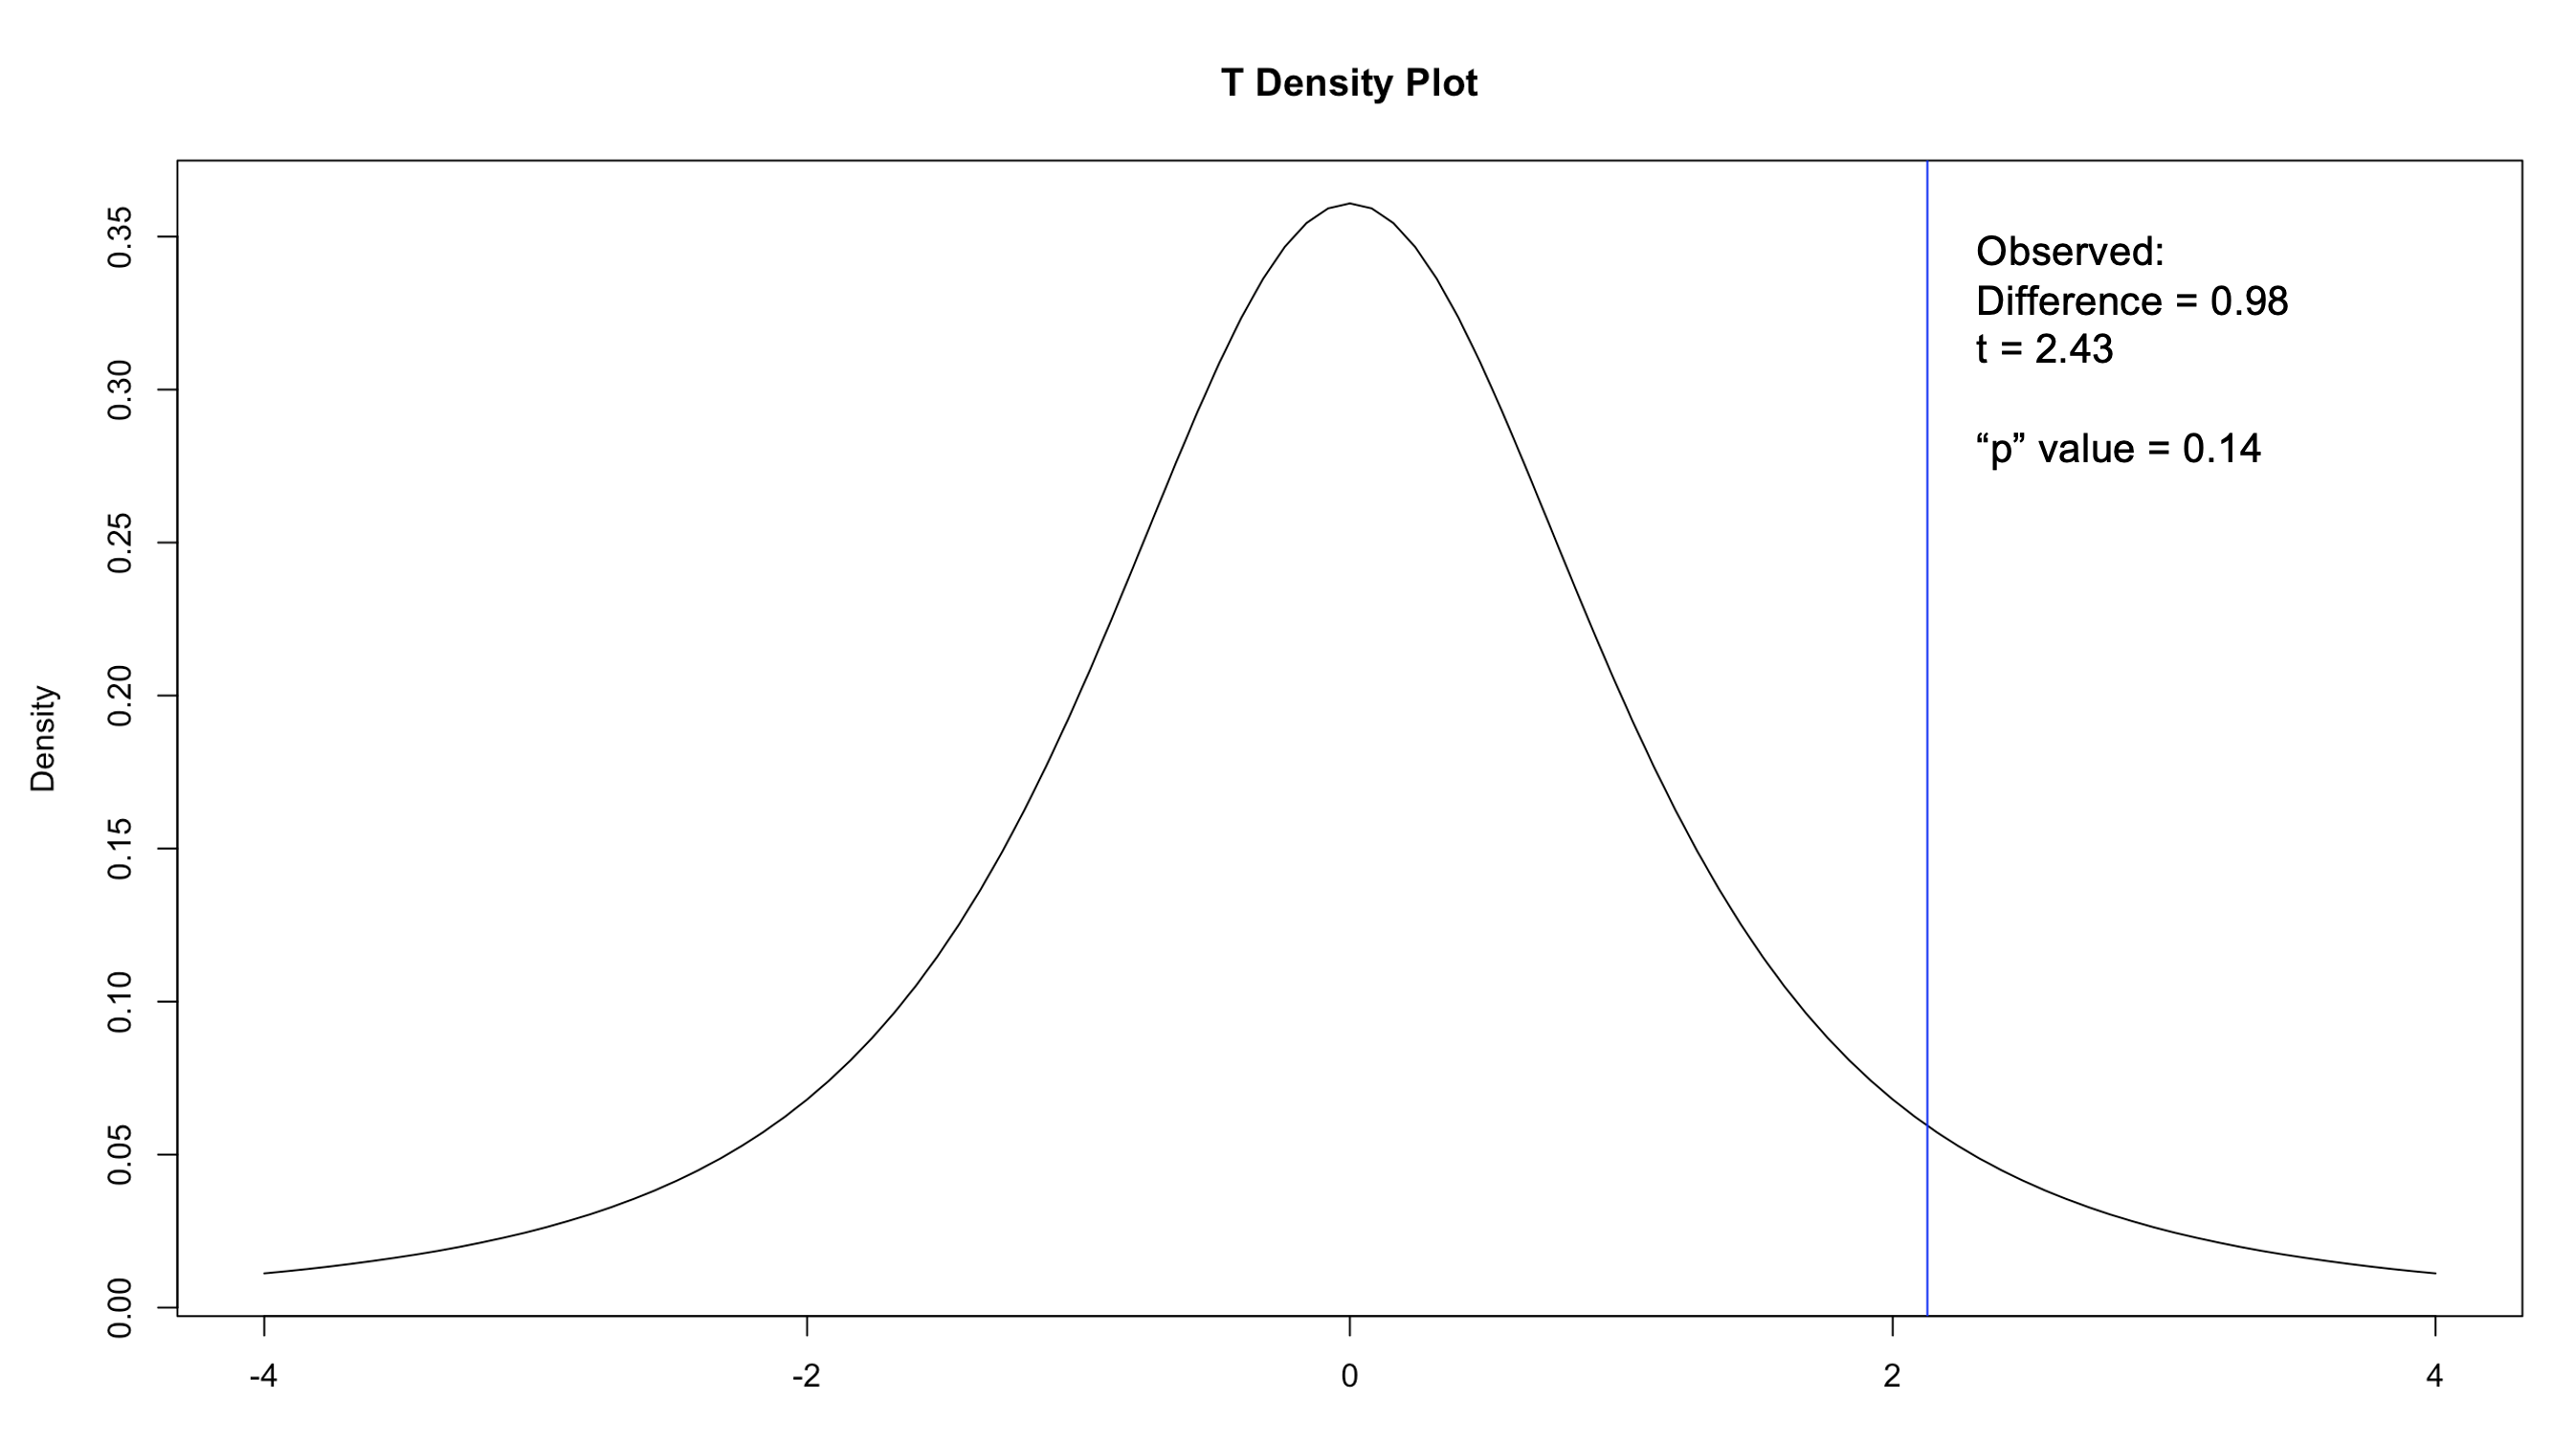 T Density Plot
Observed:
Difference = 0.98
t = 2.43
“p” value = 0.14
Density
0.35
0.30
0.25
0.20
0.15
0.10
0.05
0.00
-4
-2
0
2
4